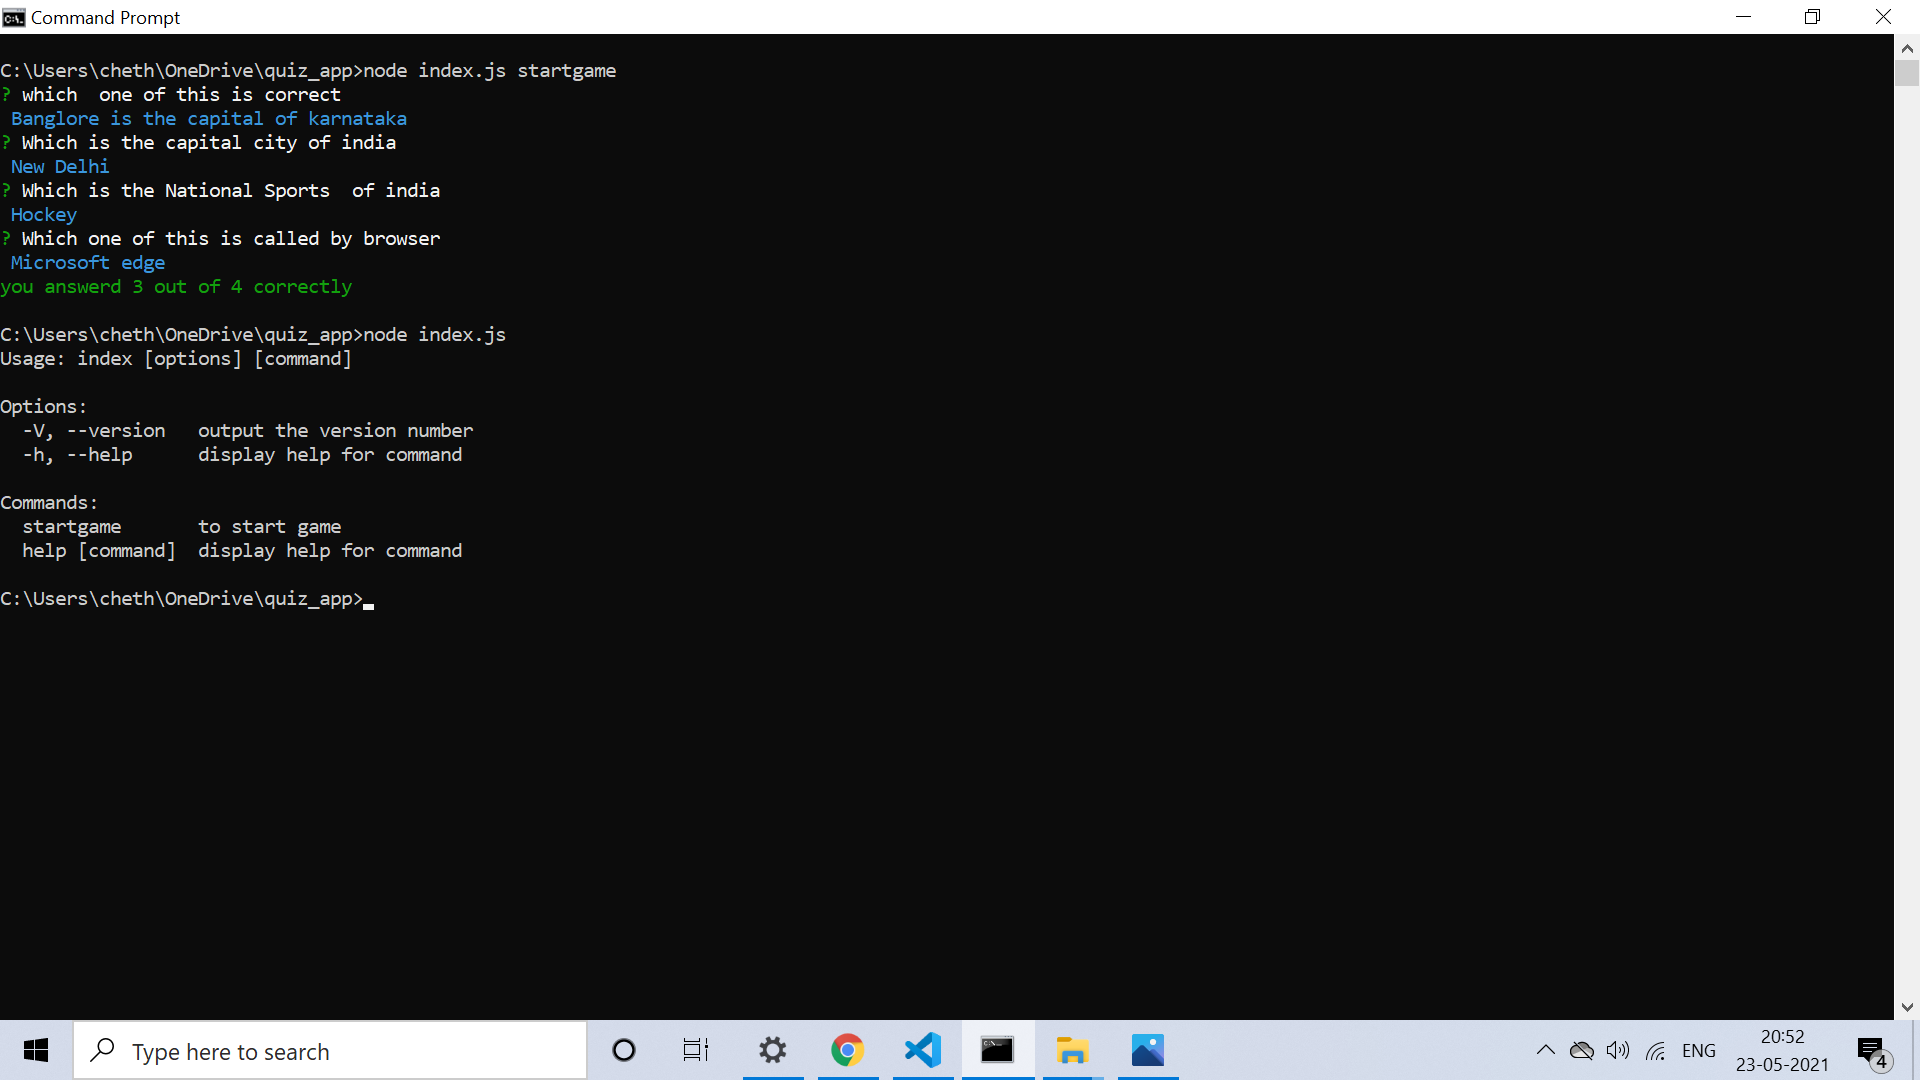 Command Prompt
C:\Users\cheth\OneDrive\quiz_app>node index.js startgame
? which  one of this is correct
 Banglore is the capital of karnataka
? Which is the capital city of india
 New Delhi
? Which is the National Sports  of india
 Hockey
? Which one of this is called by browser
 Microsoft edge
you answerd 3 out of 4 correctly
C:\Users\cheth\OneDrive\quiz_app>node index.js
Usage: index [options] [command]
Options:
  -V, --version   output the version number
  -h, --help      display help for command
Commands:
  startgame       to start game
  help [command]  display help for command
C:\Users\cheth\OneDrive\quiz_app>
Type here to search
ENG
20:52
23-05-2021
4